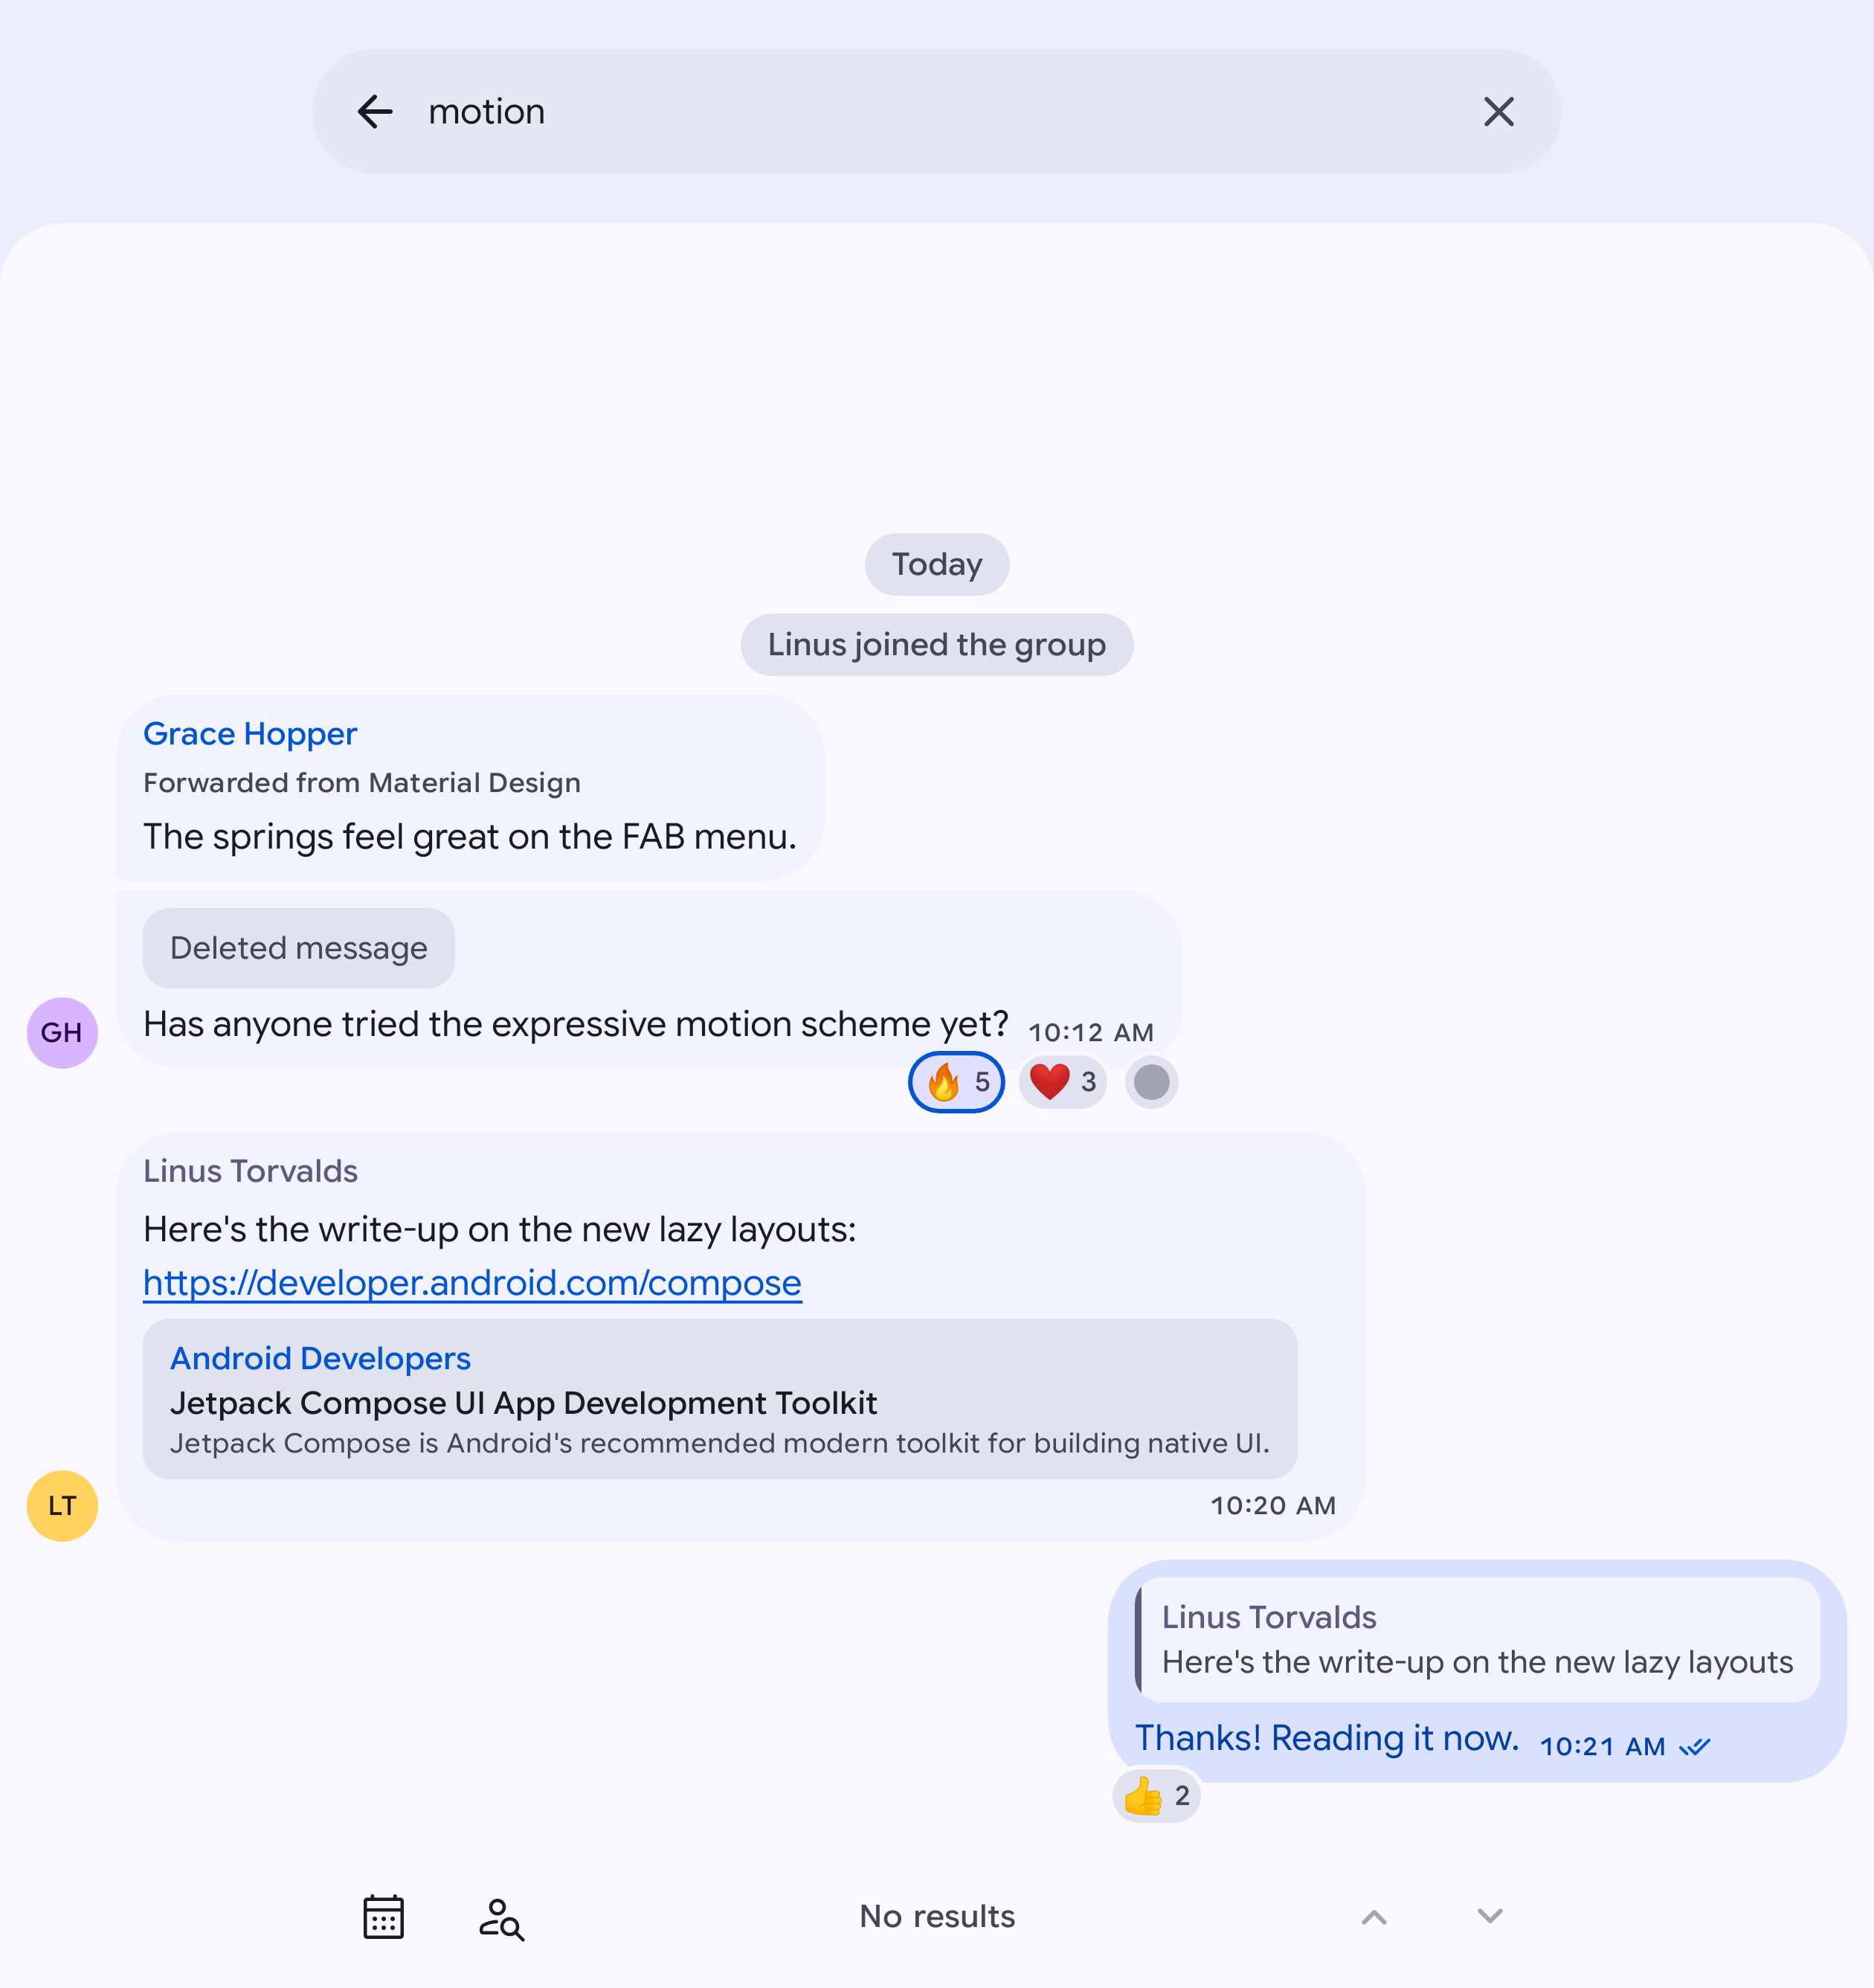 motion
Today
Linus joined the group
Grace Hopper
Forwarded from Material Design
The springs feel great on the FAB menu.
Deleted message
GH
Has anyone tried the expressive motion scheme yet? 10:12 AM
🔥 5 ❤️ 3
Linus Torvalds
Here's the write-up on the new lazy layouts:
https://developer.android.com/compose
Android Developers
Jetpack Compose UI App Development Toolkit
Jetpack Compose is Android's recommended modern toolkit for building native UI.
LT
10:20 AM
Linus Torvalds
Here's the write-up on the new lazy layouts
Thanks! Reading it now. 10:21 AM
👍 2
No results